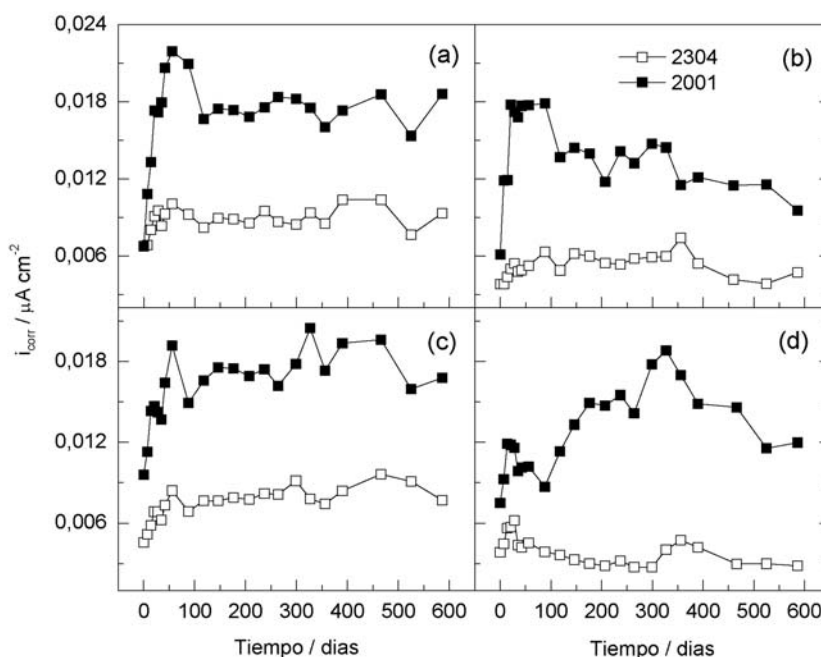 0,024
0,018
0,012
0,006
(a)
(b)
2304
2001
i_corr / µA cm⁻²
0,018
0,012
0,006
(c)
(d)
0 100 200 300 400 500 600
0 100 200 300 400 500 600
Tiempo / dias
Tiempo / dias